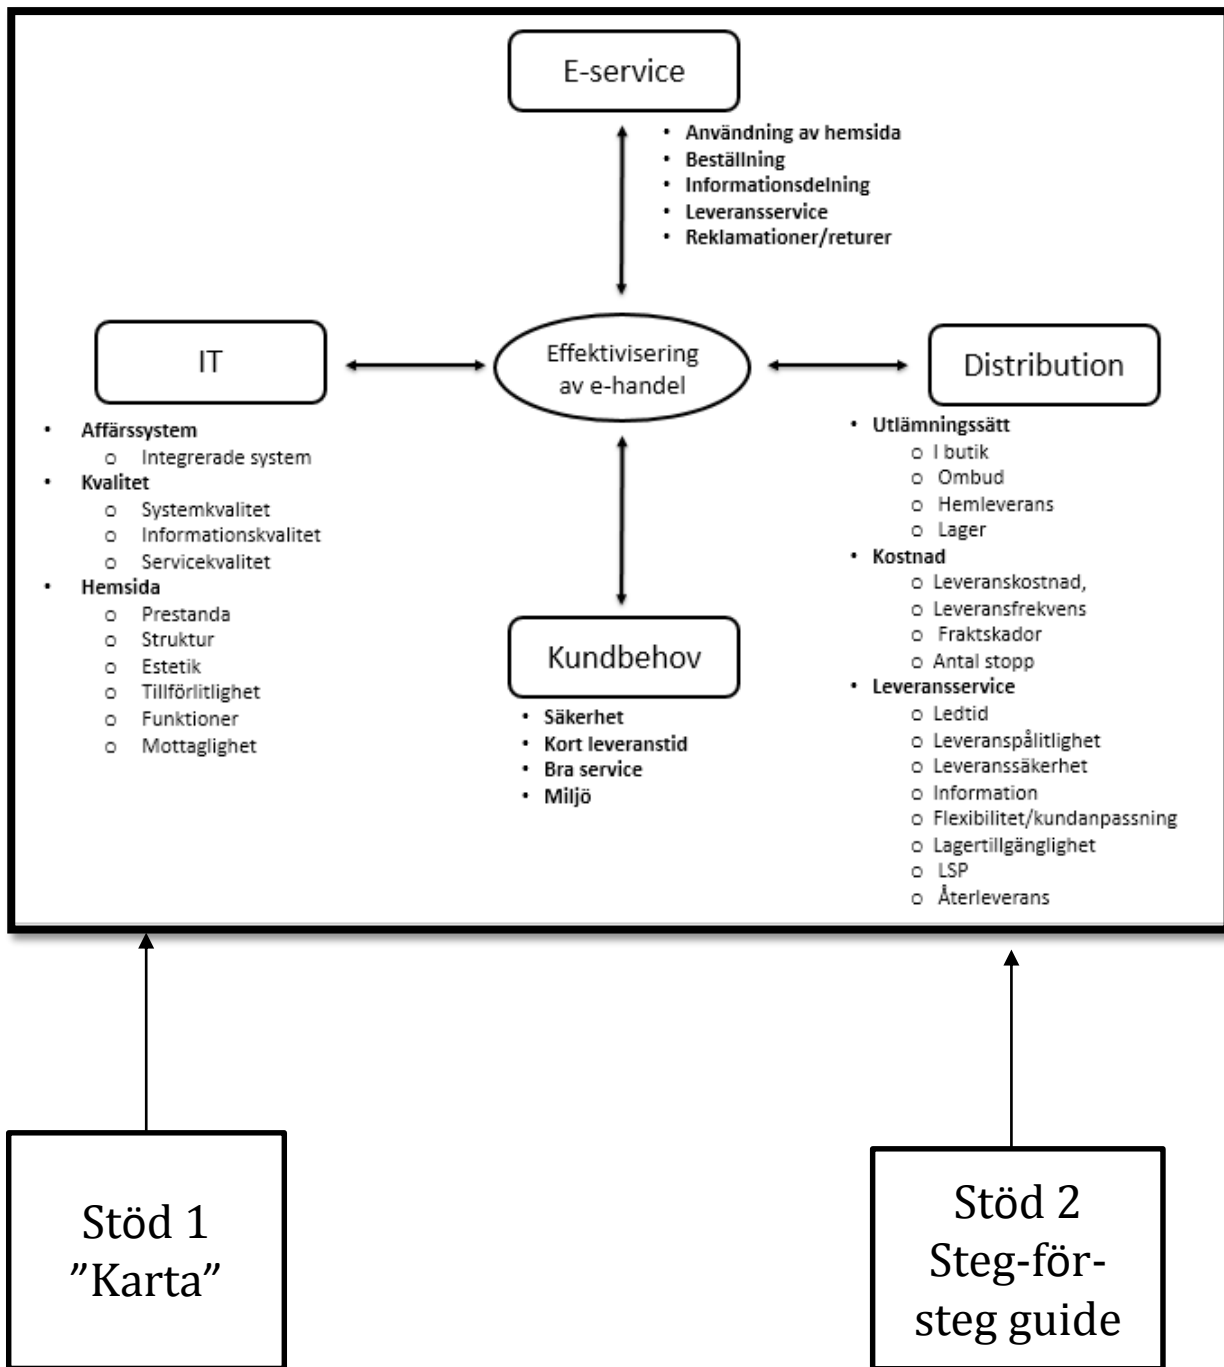 E-service
• Användning av hemsida
• Beställning
• Informationsdelning
• Leveransservice
• Reklamationer/returer
IT
Effektivisering
av e-handel
Distribution
• Affärssystem
o Integrerade system
• Kvalitet
o Systemkvalitet
o Informationskvalitet
o Servicekvalitet
• Hemsida
o Prestanda
o Struktur
o Estetik
o Tillförlitlighet
o Funktioner
o Mottaglighet
Kundbehov
• Säkerhet
• Kort leveranstid
• Bra service
• Miljö
• Utlämningssätt
o I butik
o Ombud
o Hemleverans
o Lager
• Kostnad
o Leveranskostnad,
o Leveransfrekvens
o Fraktskador
o Antal stopp
• Leveransservice
o Ledtid
o Leveranspålitlighet
o Leveranssäkerhet
o Information
o Flexibilitet/kundanpassning
o Lagertillgänglighet
o LSP
o Återleverans
Stöd 1
”Karta”
Stöd 2
Steg-för-
steg guide